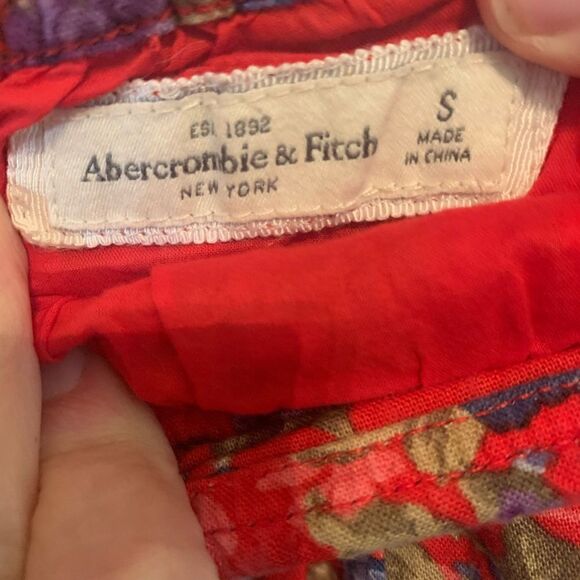 EST. 1892
Abercrombie & Fitch
NEW YORK
S
MADE
IN CHINA